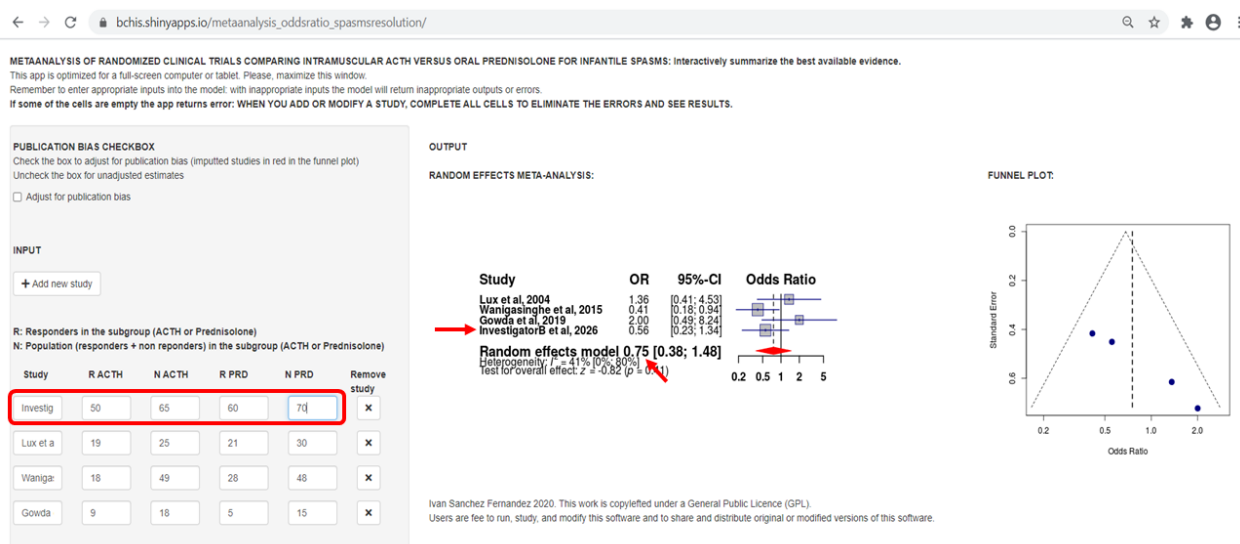 bchis.shinyapps.io/metaanalysis_oddsratio_spasmsresolution/
METAANALYSIS OF RANDOMIZED CLINICAL TRIALS COMPARING INTRAMUSCULAR ACTH VERSUS ORAL PREDNISOLONE FOR INFANTILE SPASMS: Interactively summarize the best available evidence.
This app is optimized for a full-screen computer or tablet. Please, maximize this window.
Remember to enter appropriate inputs into the model: with inappropriate inputs the model will return inappropriate outputs or errors.
If some of the cells are empty the app returns error: WHEN YOU ADD OR MODIFY A STUDY, COMPLETE ALL CELLS TO ELIMINATE THE ERRORS AND SEE RESULTS.
PUBLICATION BIAS CHECKBOX
Check the box to adjust for publication bias (imputted studies in red in the funnel plot)
Uncheck the box for unadjusted estimates
Adjust for publication bias
INPUT
+ Add new study
R: Responders in the subgroup (ACTH or Prednisolone)
N: Population (responders + non reponders) in the subgroup (ACTH or Prednisolone)
Study R ACTH N ACTH R PRD N PRD Remove
study
Investig 50 65 60 70 ×
Lux et a 19 25 21 30 ×
Waniga: 18 49 28 48 ×
Gowda 9 18 5 15 ×
OUTPUT
RANDOM EFFECTS META-ANALYSIS:
Study OR 95%-CI Odds Ratio
Lux et al, 2004 1.36 [0.41; 4.53]
Wanigasinghe et al, 2015 0.41 [0.18; 0.94]
Gowda et al, 2019 2.00 [0.49; 8.24]
InvestigatorB et al, 2026 0.56 [0.23; 1.34]
Random effects model 0.75 [0.38; 1.48]
Heterogeneity: I² = 41% [0%; 80%]
Test for overall effect: z = -0.82 (p = 0.41)
0.2 0.5 1 2 5
FUNNEL PLOT:
Standard Error
0.0
0.2
0.4
0.6
0.2 0.5 1.0 2.0
Odds Ratio
Ivan Sanchez Fernandez 2020. This work is copylefted under a General Public Licence (GPL).
Users are fee to run, study, and modify this software and to share and distribute original or modified versions of this software.